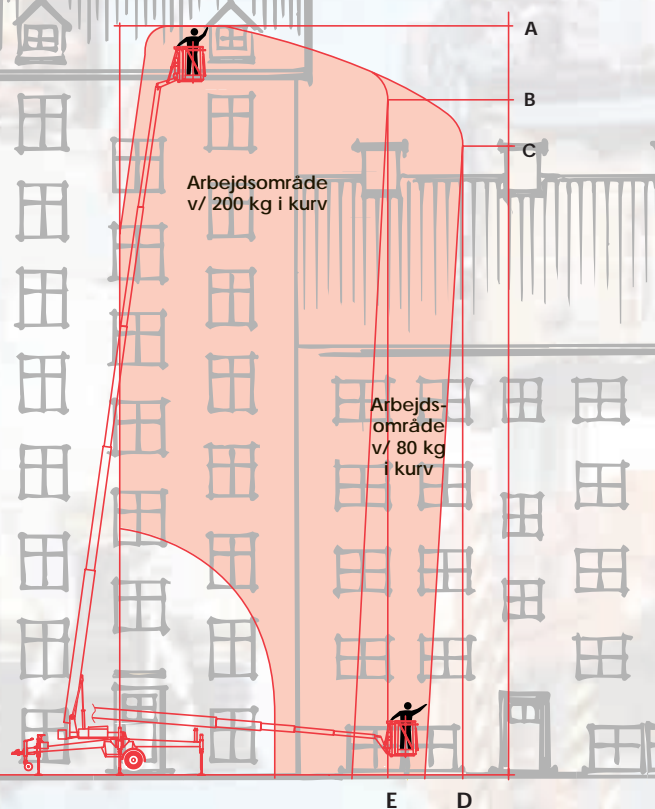 A
B
C
Arbejdsområde
v/ 200 kg i kurv
Arbejds-
område
v/ 80 kg
i kurv
E
D